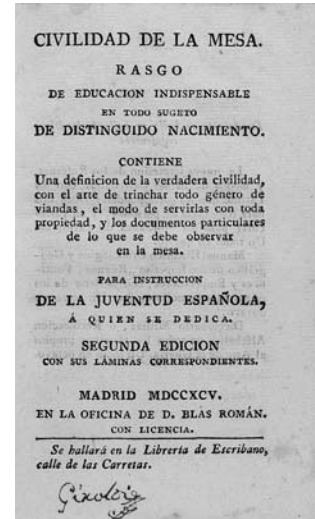 CIVILIDAD DE LA MESA.
RASGO
DE EDUCACION INDISPENSABLE
EN TODO SUGETO
DE DISTINGUIDO NACIMIENTO.
CONTIENE
Una definicion de la verdadera civilidad,
con el arte de trinchar todo género de
viandas, el modo de servirlas con toda
propiedad, y los documentos particulares
de lo que se debe observar
en la mesa.
PARA INSTRUCCION
DE LA JUVENTUD ESPAÑOLA,
Á QUIEN SE DEDICA.
SEGUNDA EDICION
CON SUS LÁMINAS CORRESPONDIENTES.
MADRID MDCCXCV.
EN LA OFICINA DE D. BLAS ROMÁN.
CON LICENCIA.
Se hallará en la Librería de Escribano,
calle de las Carretas.